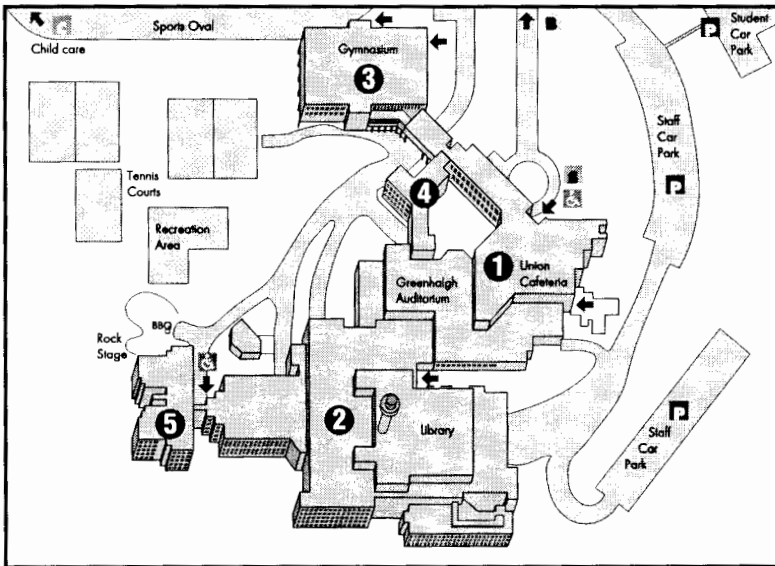 Child care
Sports Oval
B
P
Student
Car
Park
Gymnasium
3
Staff
Car
Park
P
Tennis
Courts
4
Recreation
Area
1
Union
Cafeteria
Greenhalgh
Auditorium
BBQ
Rock
Stage
5
2
Library
P
Staff
Car
Park